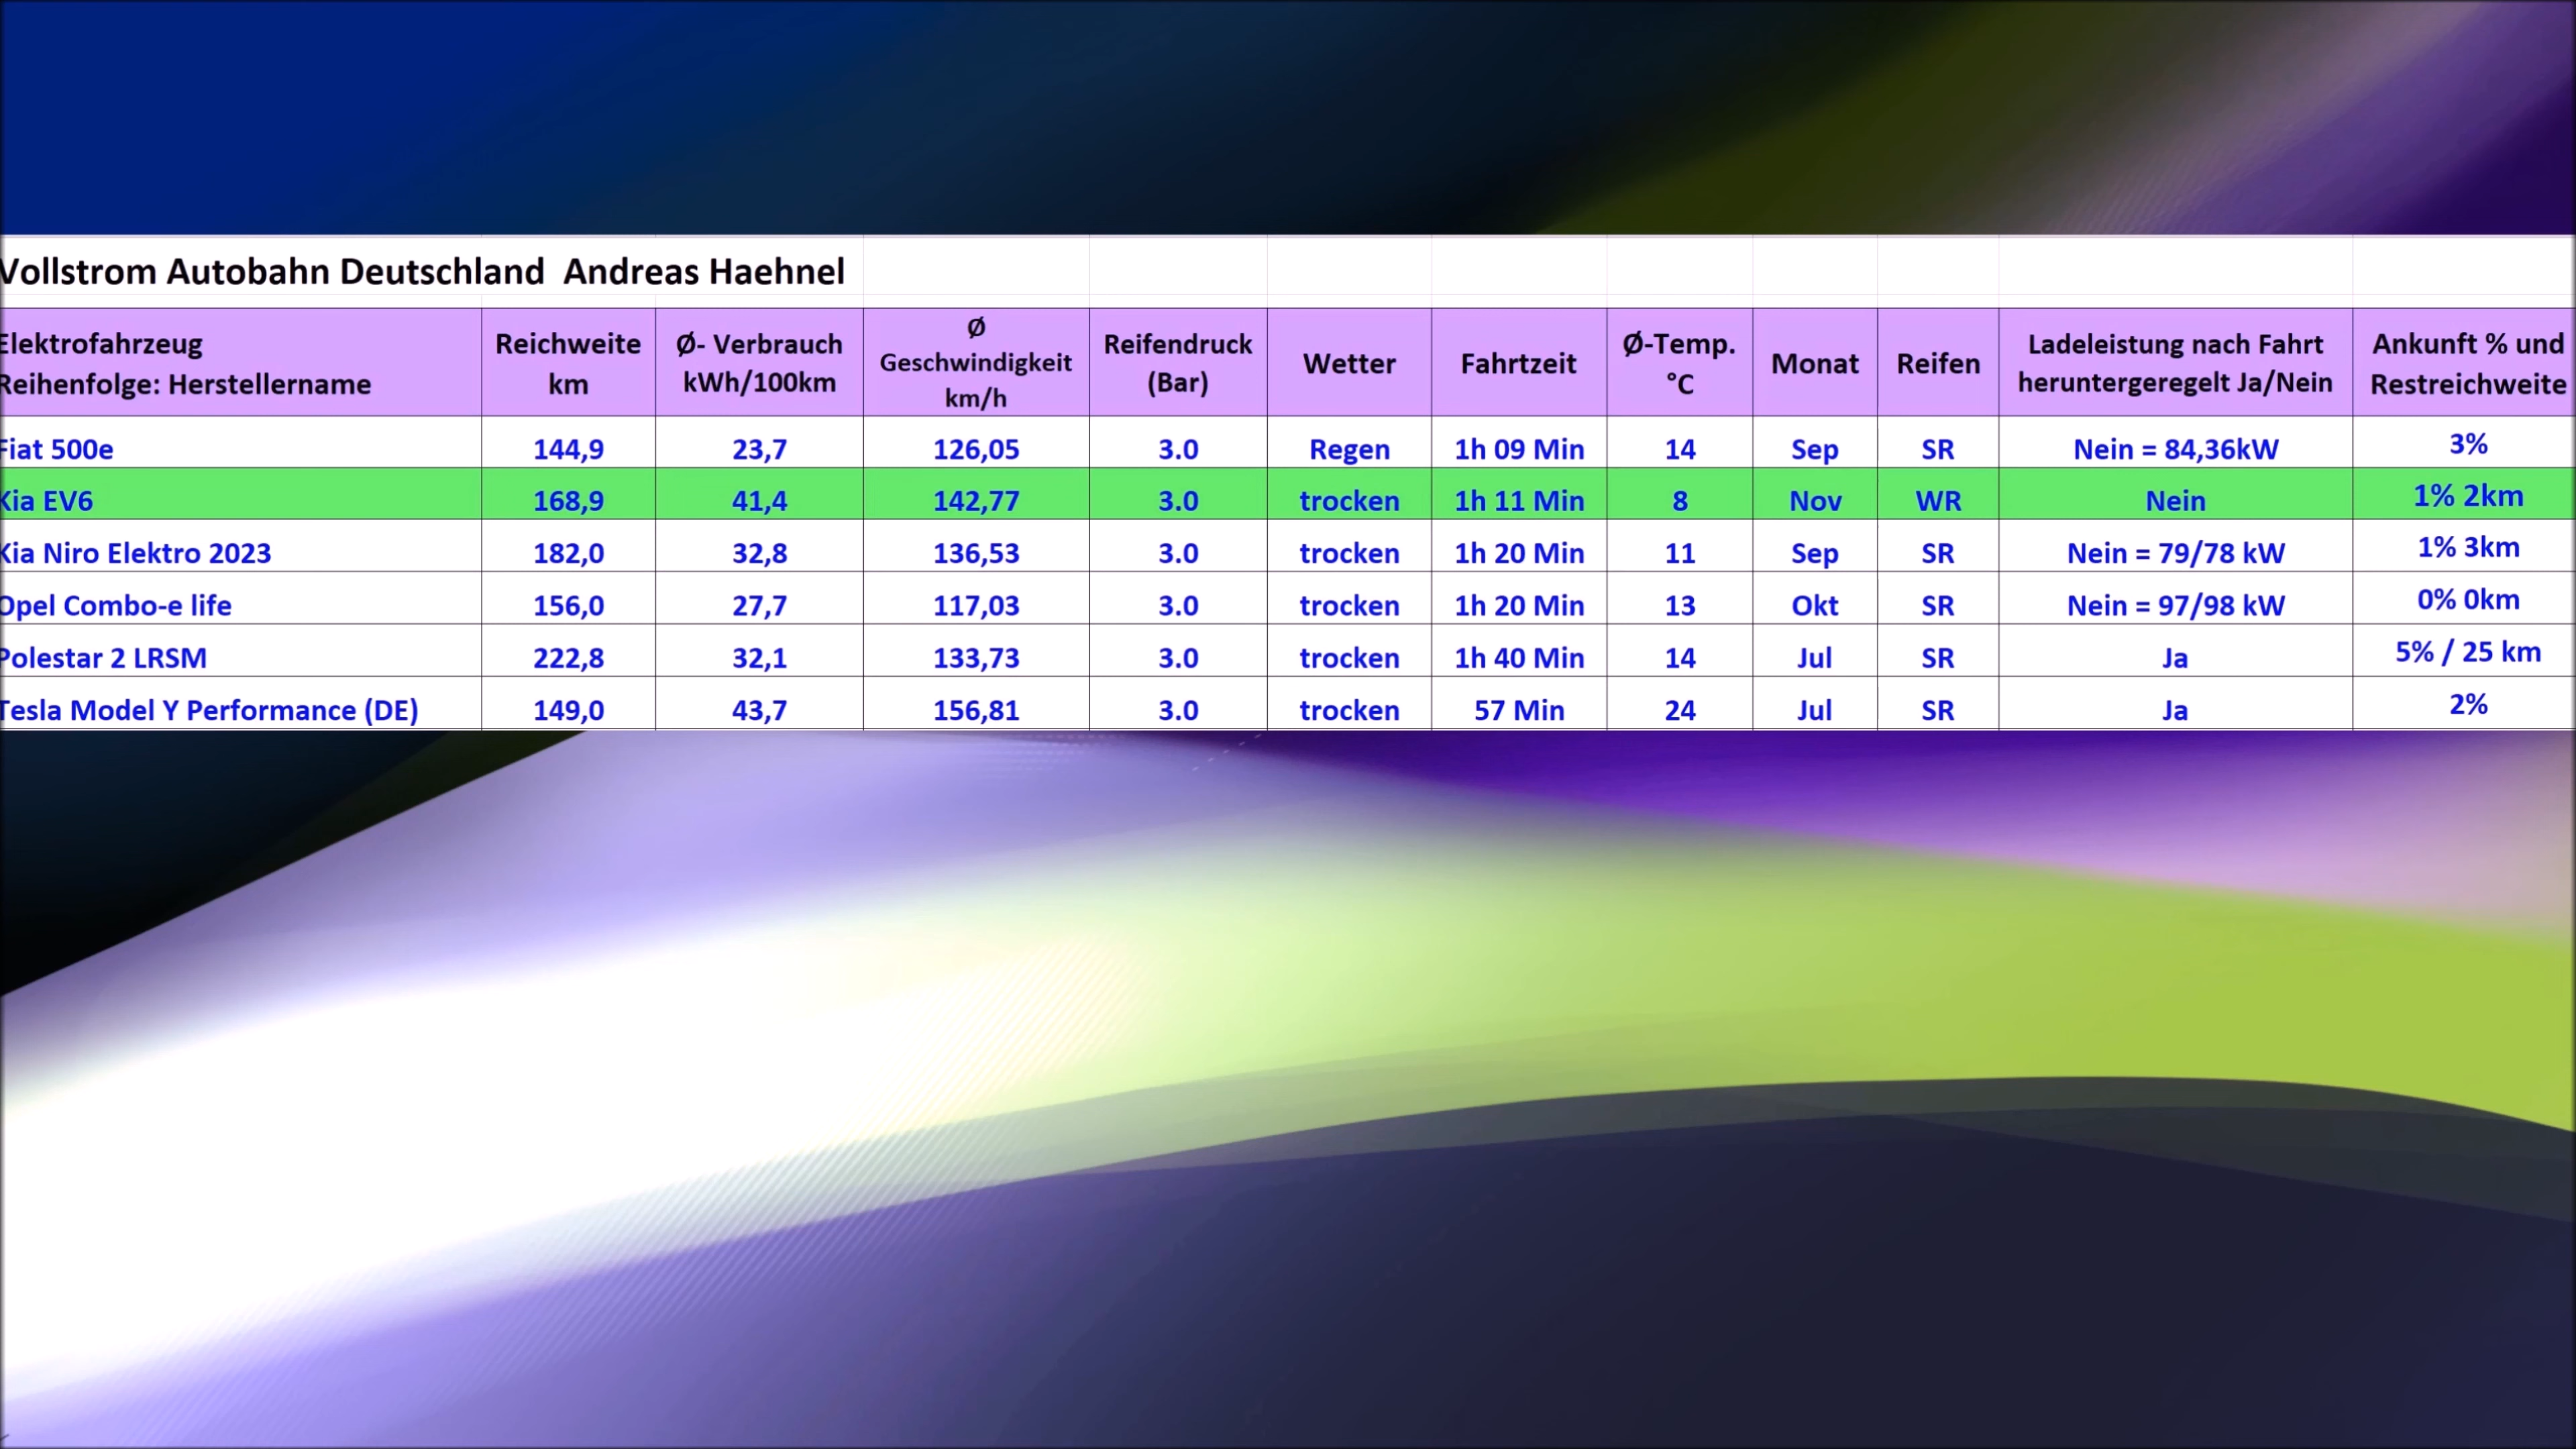 Vollstrom Autobahn Deutschland Andreas Haehnel
Elektrofahrzeug Reihenfolge: Herstellername | Reichweite km | Ø- Verbrauch kWh/100km | Ø Geschwindigkeit km/h | Reifendruck (Bar) | Wetter | Fahrtzeit | Ø-Temp. °C | Monat | Reifen | Ladeleistung nach Fahrt heruntergeregelt Ja/Nein | Ankunft % und Restreichweite
Fiat 500e | 144,9 | 23,7 | 126,05 | 3.0 | Regen | 1h 09 Min | 14 | Sep | SR | Nein = 84,36kW | 3%
Kia EV6 | 168,9 | 41,4 | 142,77 | 3.0 | trocken | 1h 11 Min | 8 | Nov | WR | Nein | 1% 2km
Kia Niro Elektro 2023 | 182,0 | 32,8 | 136,53 | 3.0 | trocken | 1h 20 Min | 11 | Sep | SR | Nein = 79/78 kW | 1% 3km
Opel Combo-e life | 156,0 | 27,7 | 117,03 | 3.0 | trocken | 1h 20 Min | 13 | Okt | SR | Nein = 97/98 kW | 0% 0km
Polestar 2 LRSM | 222,8 | 32,1 | 133,73 | 3.0 | trocken | 1h 40 Min | 14 | Jul | SR | Ja | 5% / 25 km
Tesla Model Y Performance (DE) | 149,0 | 43,7 | 156,81 | 3.0 | trocken | 57 Min | 24 | Jul | SR | Ja | 2%